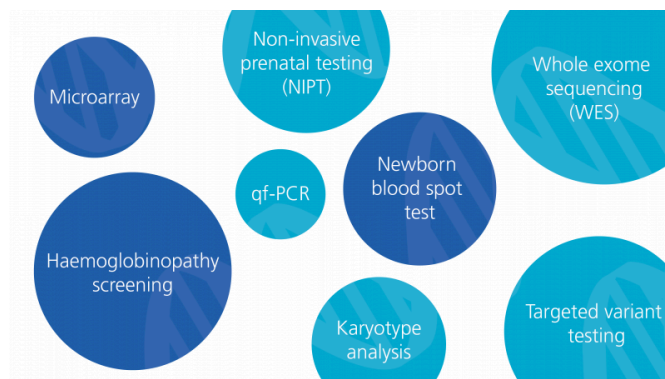 Non-invasive
prenatal testing
(NIPT)
Whole exome
sequencing
(WES)
Microarray
qf-PCR
Newborn
blood spot
test
Haemoglobinopathy
screening
Karyotype
analysis
Targeted variant
testing